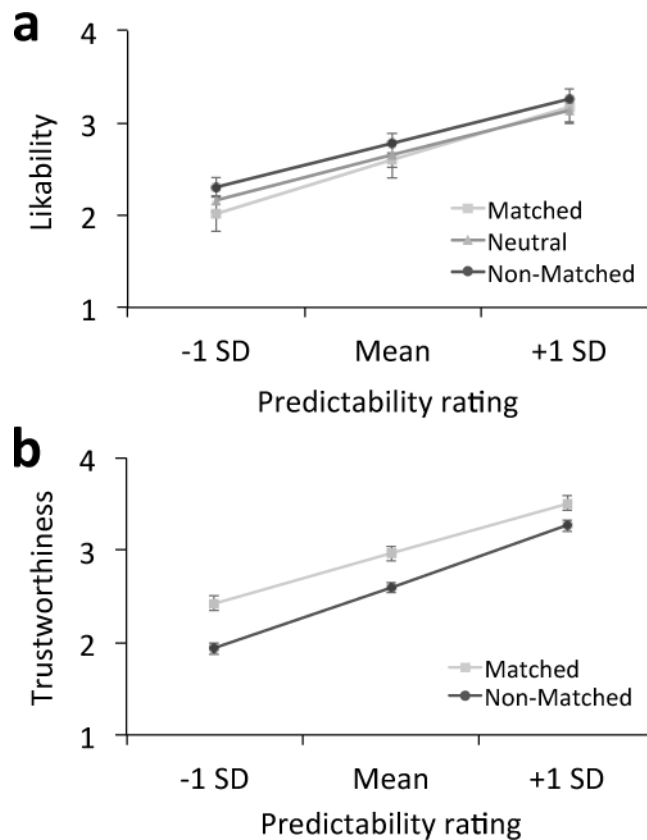 a
4
3
2
1
Likability
Matched
Neutral
Non-Matched
-1 SD Mean +1 SD
Predictability rating
b
4
3
2
1
Trustworthiness
Matched
Non-Matched
-1 SD Mean +1 SD
Predictability rating